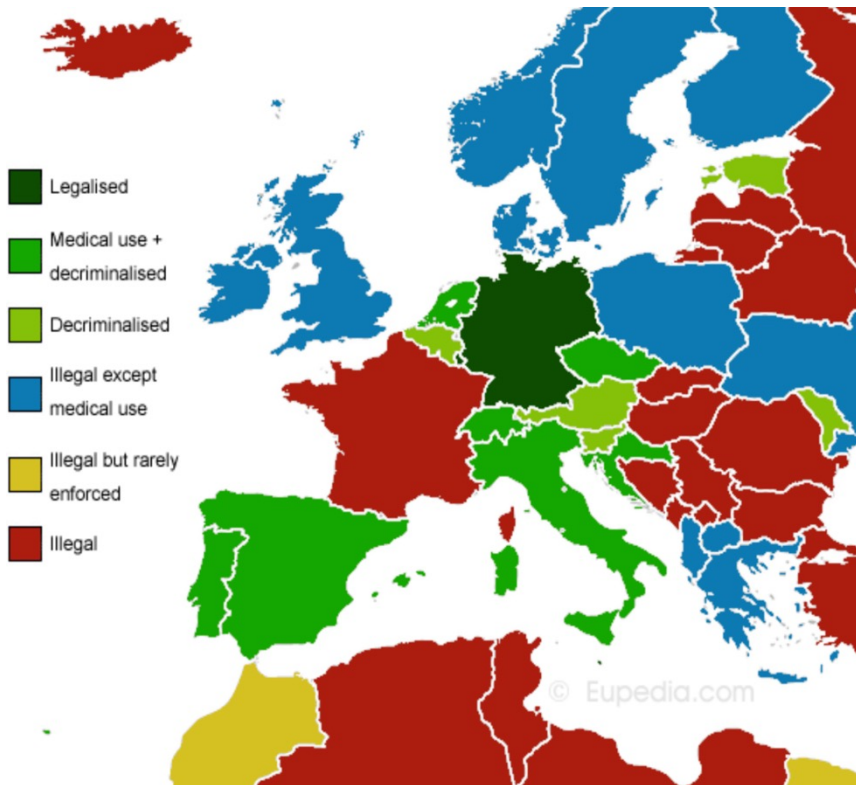 Legalised
Medical use +
decriminalised
Decriminalised
Illegal except
medical use
Illegal but rarely
enforced
Illegal
© Eupedia.com